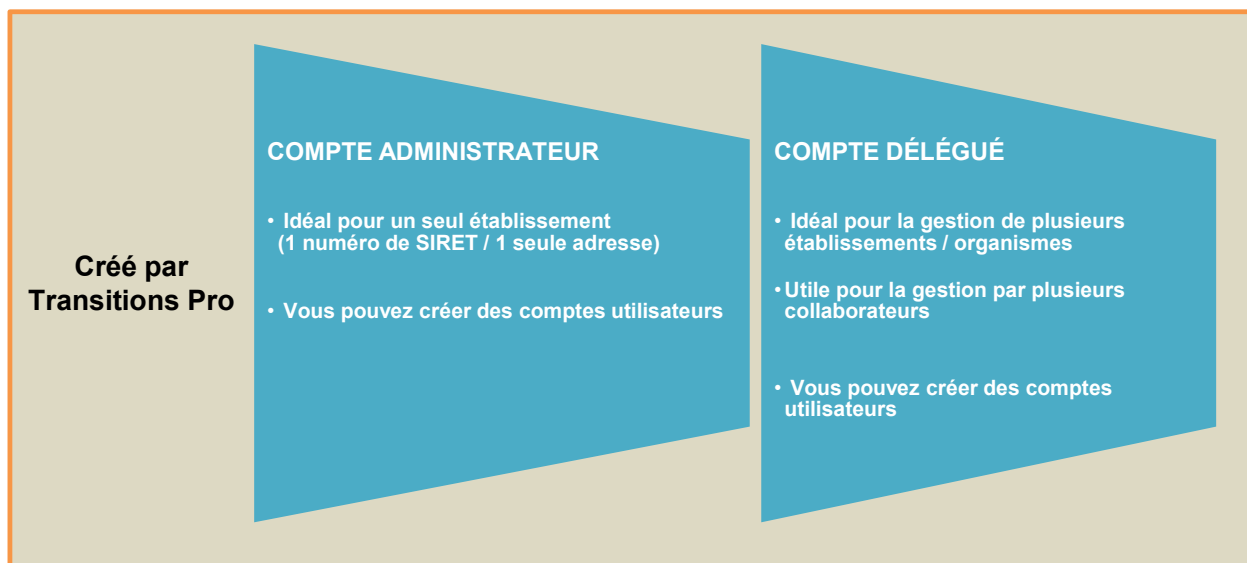 Créé par
Transitions Pro
COMPTE ADMINISTRATEUR
• Idéal pour un seul établissement
(1 numéro de SIRET / 1 seule adresse)
• Vous pouvez créer des comptes utilisateurs
COMPTE DÉLÉGUÉ
• Idéal pour la gestion de plusieurs
établissements / organismes
• Utile pour la gestion par plusieurs
collaborateurs
• Vous pouvez créer des comptes
utilisateurs